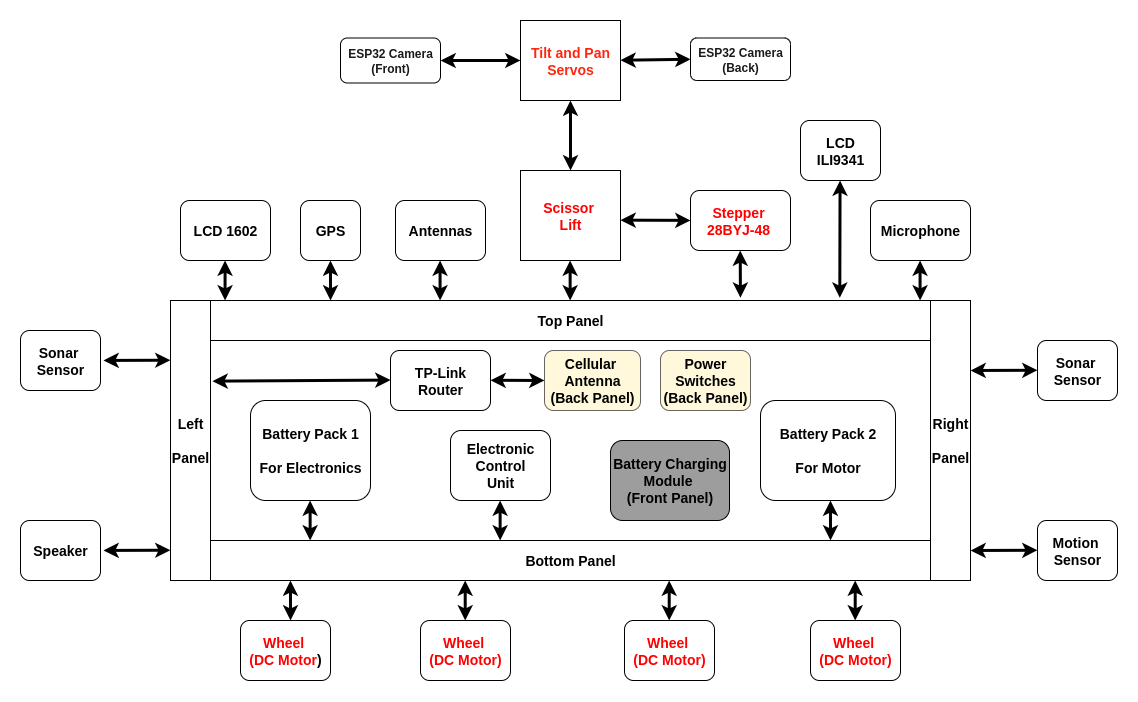 ESP32 Camera
(Front)
Tilt and Pan
Servos
ESP32 Camera
(Back)
LCD
ILI9341
LCD 1602
GPS
Antennas
Scissor
Lift
Stepper
28BYJ-48
Microphone
Top Panel
Sonar
Sensor
TP-Link
Router
Cellular
Antenna
(Back Panel)
Power
Switches
(Back Panel)
Sonar
Sensor
Left
Panel
Battery Pack 1
For Electronics
Electronic
Control
Unit
Battery Charging
Module
(Front Panel)
Battery Pack 2
For Motor
Right
Panel
Speaker
Bottom Panel
Motion
Sensor
Wheel
(DC Motor)
Wheel
(DC Motor)
Wheel
(DC Motor)
Wheel
(DC Motor)